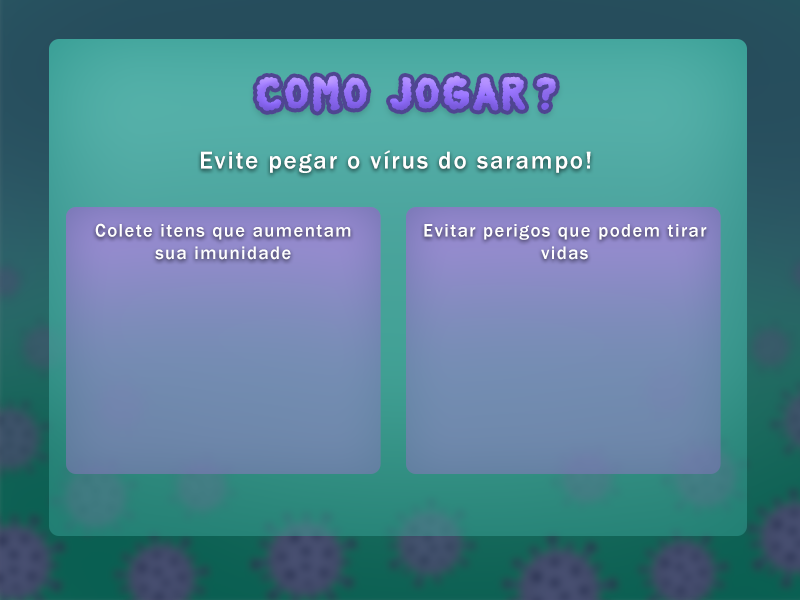 COMO JOGAR?
Evite pegar o vírus do sarampo!
Colete itens que aumentam
sua imunidade
Evitar perigos que podem tirar
vidas